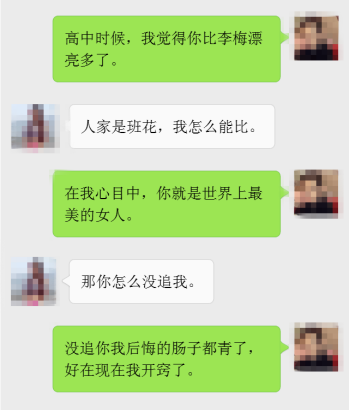 高中时候，我觉得你比李梅漂
亮多了。
人家是班花，我怎么能比。
在我心目中，你就是世界上最
美的女人。
那你怎么没追我。
没追你我后悔的肠子都青了，
好在现在我开窍了。